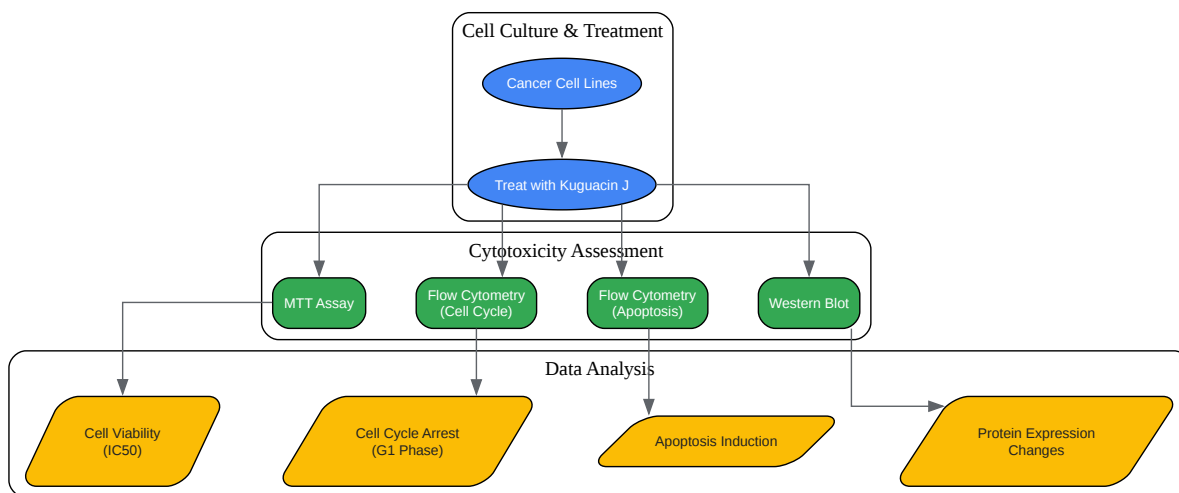 Cell Culture & Treatment
Cancer Cell Lines
Treat with Kuguacin J
Cytotoxicity Assessment
MTT Assay
Flow Cytometry
(Cell Cycle)
Flow Cytometry
(Apoptosis)
Western Blot
Data Analysis
Cell Viability
(IC50)
Cell Cycle Arrest
(G1 Phase)
Apoptosis Induction
Protein Expression
Changes